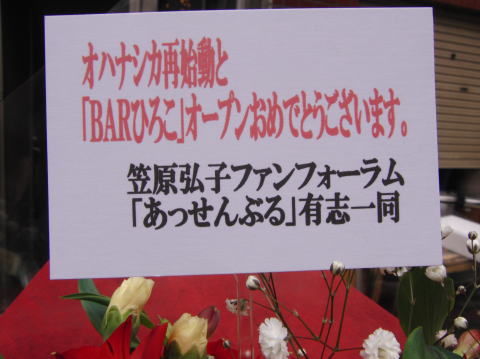 オハナシカ再始動と
「BARひろこ」オープンおめでとうございます。
笠原弘子ファンフォーラム
「あっせんぶる」有志一同